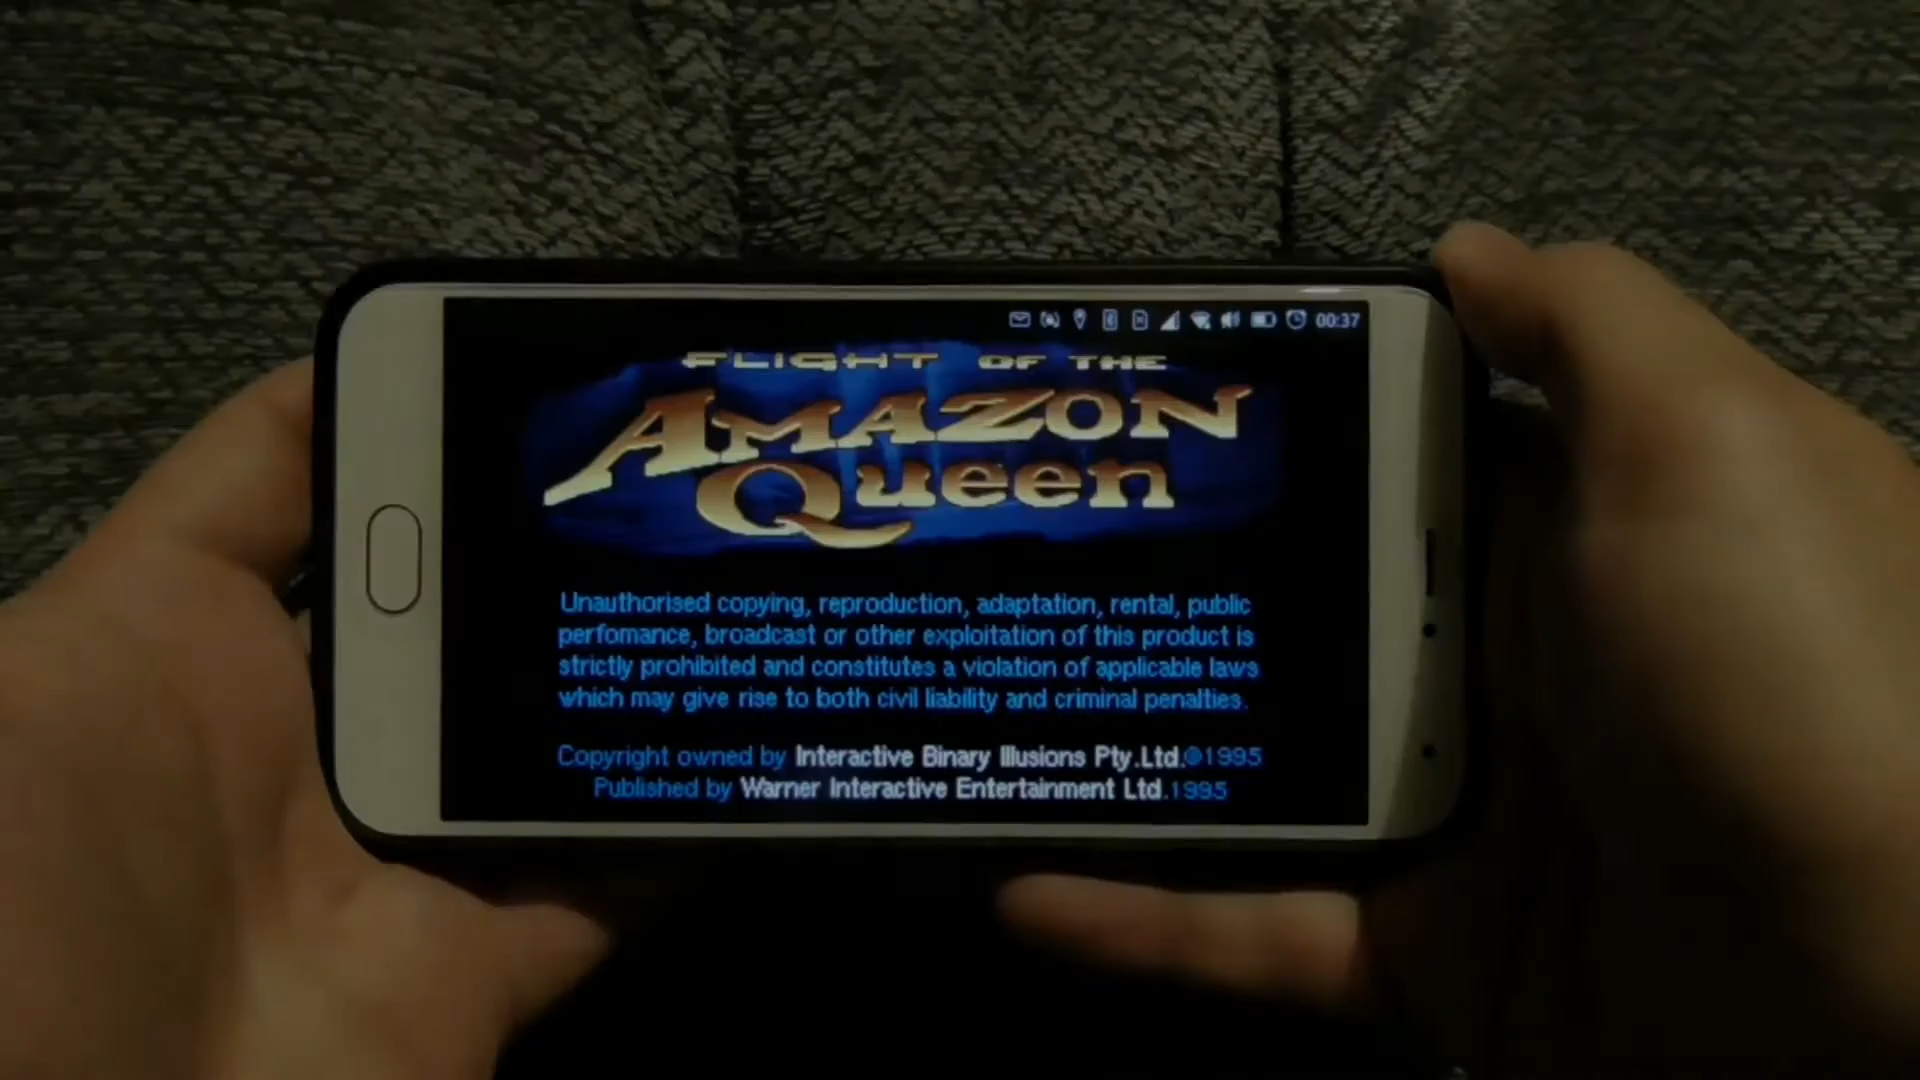 00:37
FLIGHT OF THE
AMAZON
Queen
Unauthorised copying, reproduction, adaptation, rental, public
perfomance, broadcast or other exploitation of this product is
strictly prohibited and constitutes a violation of applicable laws
which may give rise to both civil liability and criminal penalties.
Copyright owned by Interactive Binary Illusions Pty.Ltd.©1995
Published by Warner Interactive Entertainment Ltd.1995